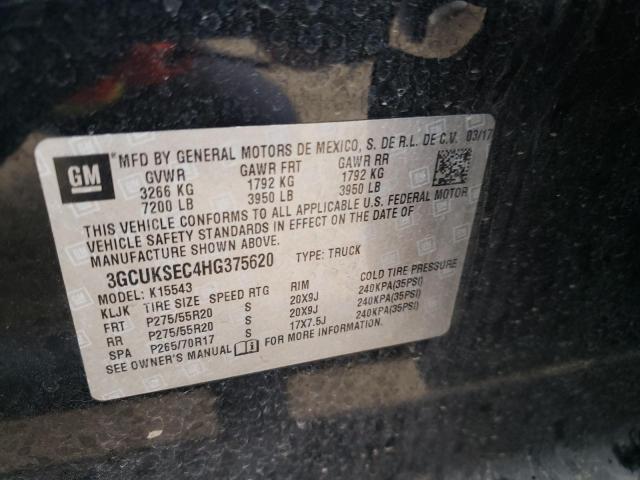 GM
MFD BY GENERAL MOTORS DE MEXICO, S. DE R.L. DE C.V. 03/17
GVWR GAWR FRT GAWR RR
3266 KG 1792 KG 1792 KG
7200 LB 3950 LB 3950 LB
THIS VEHICLE CONFORMS TO ALL APPLICABLE U.S. FEDERAL MOTOR
VEHICLE SAFETY STANDARDS IN EFFECT ON THE DATE OF
MANUFACTURE SHOWN ABOVE.
3GCUKSEC4HG375620 TYPE: TRUCK
MODEL: K15543
KLJK TIRE SIZE SPEED RTG RIM COLD TIRE PRESSURE
FRT P275/55R20 S 20X9J 240KPA(35PSI)
RR P275/55R20 S 20X9J 240KPA(35PSI)
SPA P265/70R17 S 17X7.5J 240KPA(35PSI)
SEE OWNER'S MANUAL FOR MORE INFORMATION.